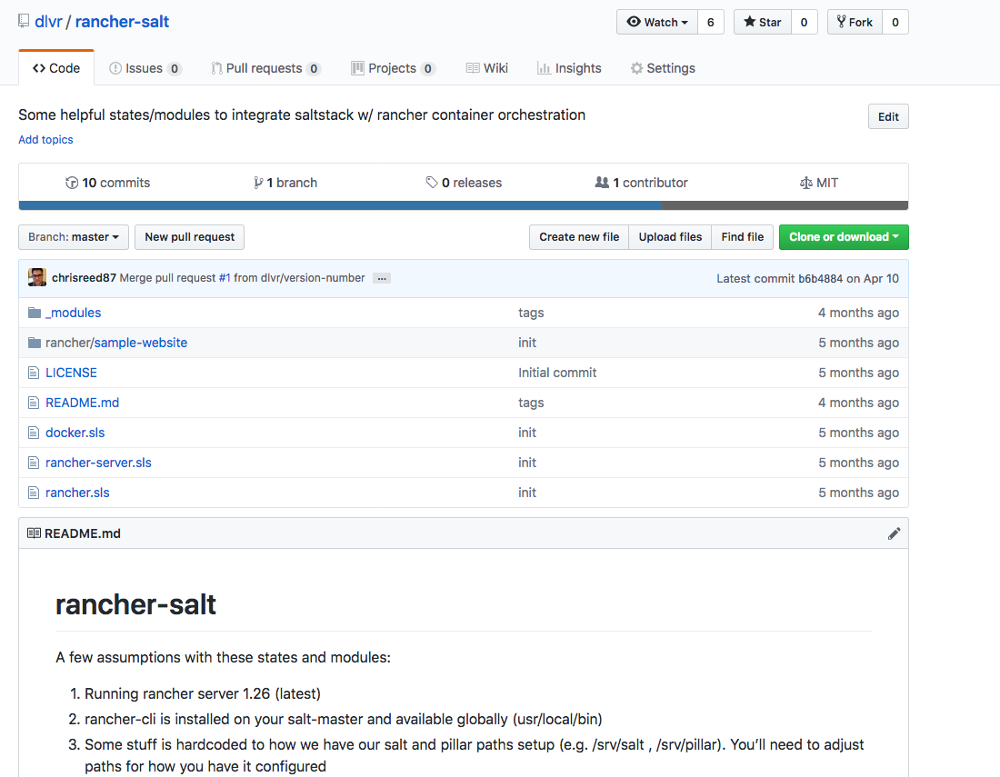 dlvr / rancher-salt
Watch 6 Star 0 Fork 0
Code Issues 0 Pull requests 0 Projects 0 Wiki Insights Settings
Some helpful states/modules to integrate saltstack w/ rancher container orchestration
Edit
Add topics
10 commits 1 branch 0 releases 1 contributor MIT
Branch: master New pull request Create new file Upload files Find file Clone or download
chrisreed87 Merge pull request #1 from dlvr/version-number ... Latest commit b6b4884 on Apr 10
_modules tags 4 months ago
rancher/sample-website init 5 months ago
LICENSE Initial commit 5 months ago
README.md tags 4 months ago
docker.sls init 5 months ago
rancher-server.sls init 5 months ago
rancher.sls init 5 months ago
README.md
rancher-salt
A few assumptions with these states and modules:
1. Running rancher server 1.26 (latest)
2. rancher-cli is installed on your salt-master and available globally (usr/local/bin)
3. Some stuff is hardcoded to how we have our salt and pillar paths setup (e.g. /srv/salt , /srv/pillar). You’ll need to adjust
paths for how you have it configured